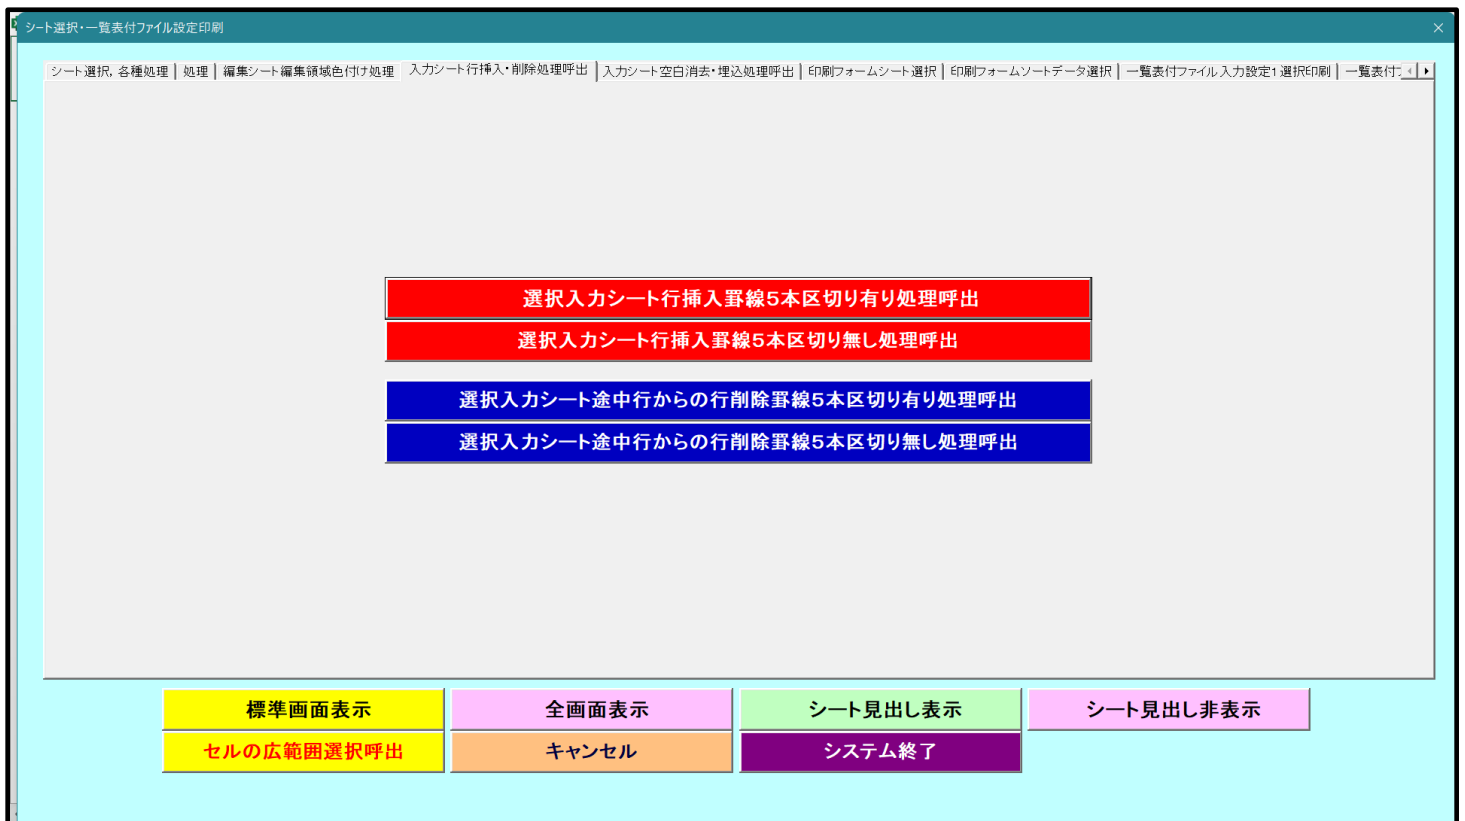 シート選択・一覧表付ファイル設定印刷
シート選択, 各種処理
処理
編集シート編集領域色付け処理
入力シート行挿入・削除処理呼出
入力シート空白消去・埋込処理呼出
印刷フォームシート選択
印刷フォームソートデータ選択
一覧表付ファイル入力設定1 選択印刷
一覧表付
選択入力シート行挿入罫線5本区切り有り処理呼出
選択入力シート行挿入罫線5本区切り無し処理呼出
選択入力シート途中行からの行削除罫線5本区切り有り処理呼出
選択入力シート途中行からの行削除罫線5本区切り無し処理呼出
標準画面表示
全画面表示
シート見出し表示
シート見出し非表示
セルの広範囲選択呼出
キャンセル
システム終了